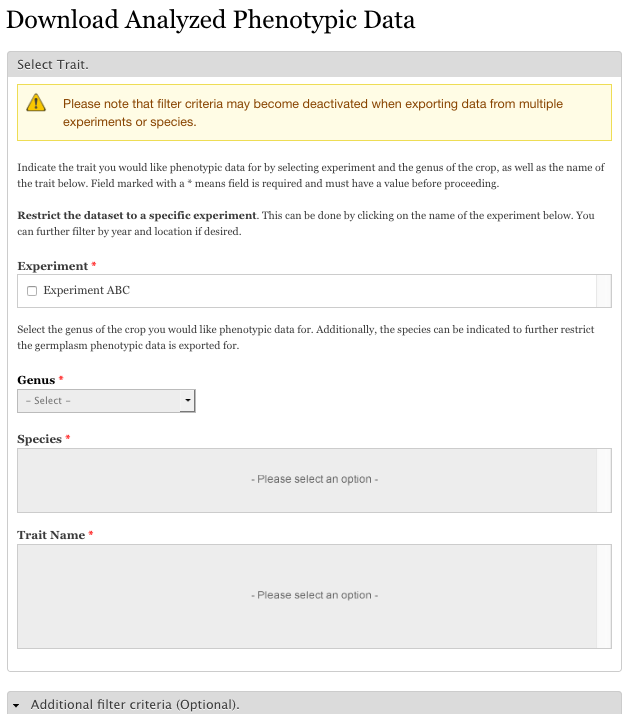 Download Analyzed Phenotypic Data
Select Trait.
Please note that filter criteria may become deactivated when exporting data from multiple
experiments or species.
Indicate the trait you would like phenotypic data for by selecting experiment and the genus of the crop, as well as the name of
the trait below. Field marked with a * means field is required and must have a value before proceeding.
Restrict the dataset to a specific experiment. This can be done by clicking on the name of the experiment below. You
can further filter by year and location if desired.
Experiment *
Experiment ABC
Select the genus of the crop you would like phenotypic data for. Additionally, the species can be indicated to further restrict
the germplasm phenotypic data is exported for.
Genus *
– Select –
Species *
- Please select an option -
Trait Name *
- Please select an option -
Additional filter criteria (Optional).